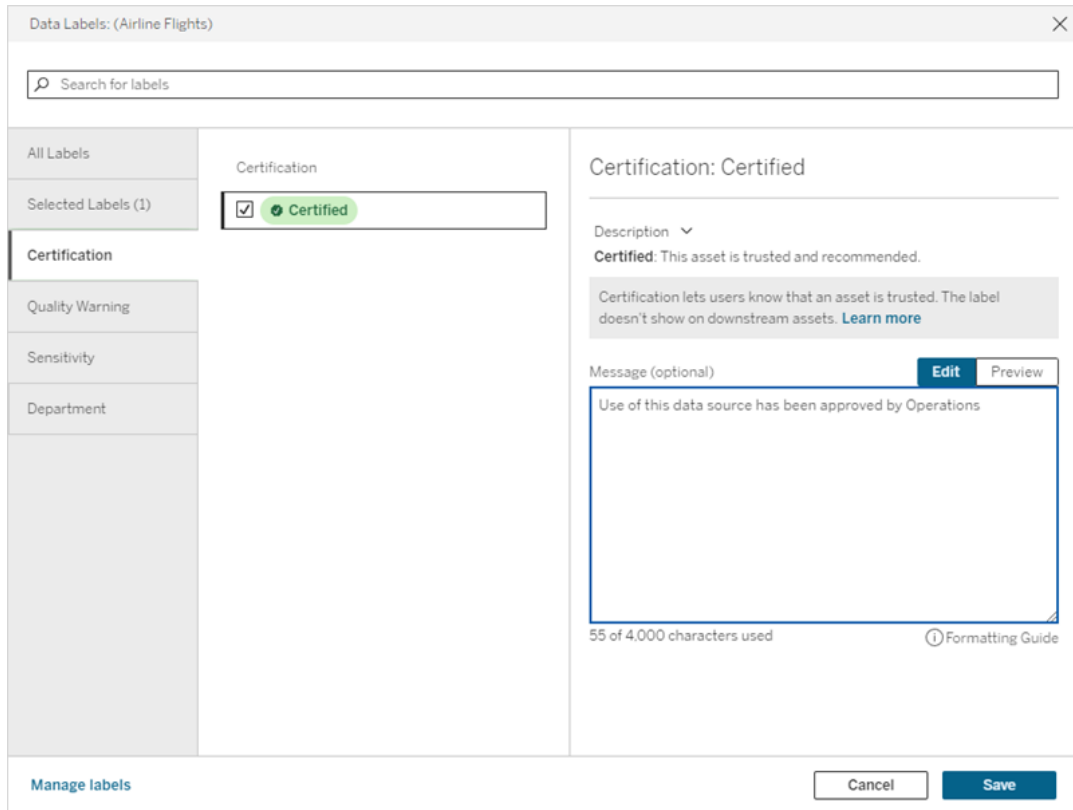 Data Labels: (Airline Flights)
Search for labels
All Labels
Selected Labels (1)
Certification
Quality Warning
Sensitivity
Department
Certification
Certified
Certification: Certified
Description
Certified: This asset is trusted and recommended.
Certification lets users know that an asset is trusted. The label
doesn't show on downstream assets. Learn more
Message (optional)
Edit
Preview
Use of this data source has been approved by Operations
55 of 4,000 characters used
Formatting Guide
Manage labels
Cancel
Save